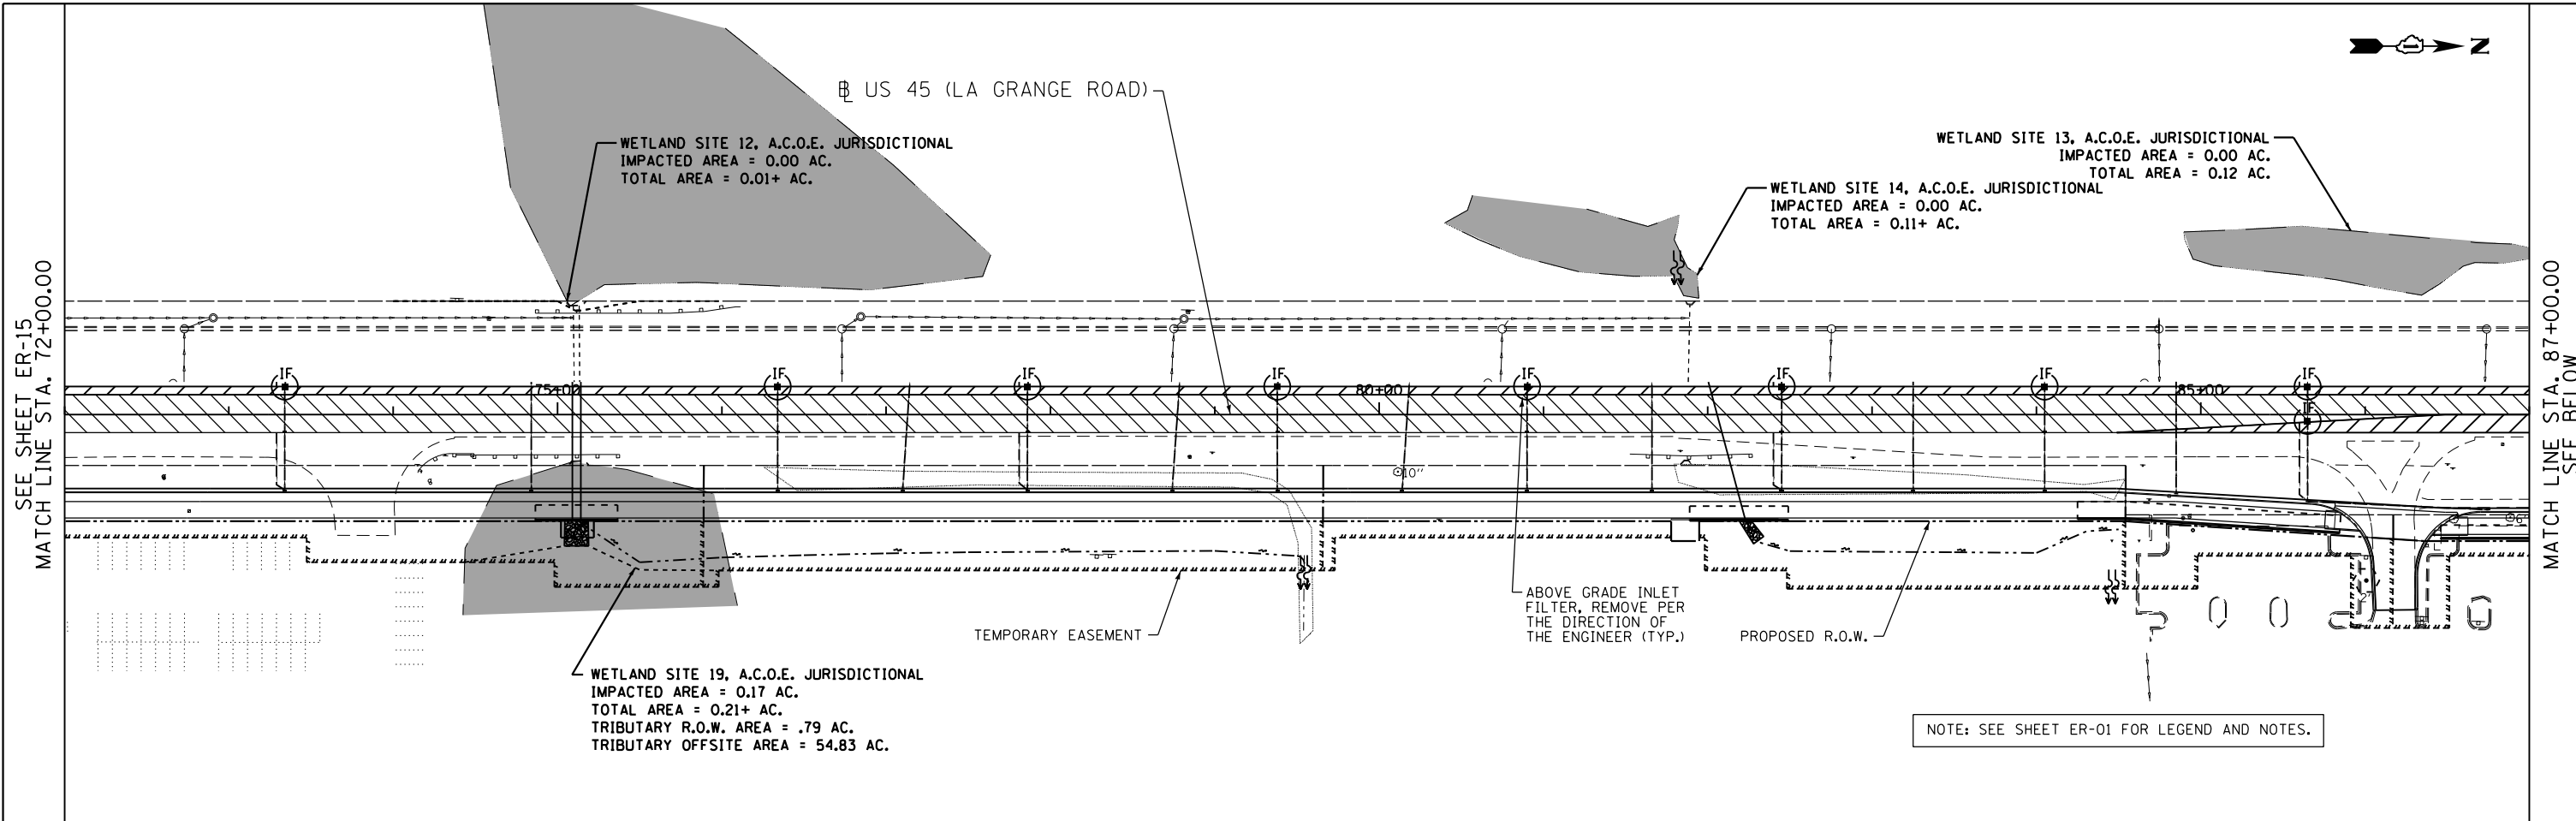 SEE SHEET ER-15
MATCH LINE STA. 72+00.00
N
℄ US 45 (LA GRANGE ROAD)
WETLAND SITE 12, A.C.O.E. JURISDICTIONAL
IMPACTED AREA = 0.00 AC.
TOTAL AREA = 0.01+ AC.
WETLAND SITE 13, A.C.O.E. JURISDICTIONAL
IMPACTED AREA = 0.00 AC.
TOTAL AREA = 0.12 AC.
WETLAND SITE 14, A.C.O.E. JURISDICTIONAL
IMPACTED AREA = 0.00 AC.
TOTAL AREA = 0.11+ AC.
IF
IF
IF
IF
IF
IF
IF
IF
75+00
80+00
85+00
IF
10"
6"
2"
ABOVE GRADE INLET
FILTER, REMOVE PER
THE DIRECTION OF
THE ENGINEER (TYP.)
TEMPORARY EASEMENT
PROPOSED R.O.W.
WETLAND SITE 19, A.C.O.E. JURISDICTIONAL
IMPACTED AREA = 0.17 AC.
TOTAL AREA = 0.21+ AC.
TRIBUTARY R.O.W. AREA = .79 AC.
TRIBUTARY OFFSITE AREA = 54.83 AC.
NOTE: SEE SHEET ER-01 FOR LEGEND AND NOTES.
MATCH LINE STA. 87+00.00
SEE BELOW